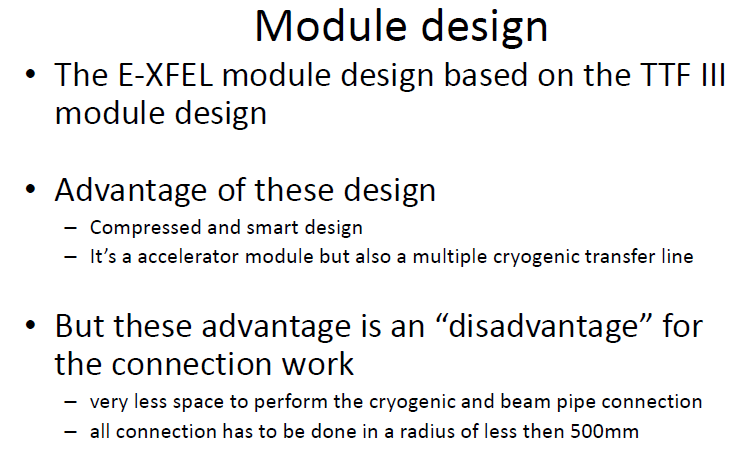 Module design
• The E-XFEL module design based on the TTF III
module design
• Advantage of these design
– Compressed and smart design
– It's a accelerator module but also a multiple cryogenic transfer line
• But these advantage is an “disadvantage” for
the connection work
– very less space to perform the cryogenic and beam pipe connection
– all connection has to be done in a radius of less then 500mm